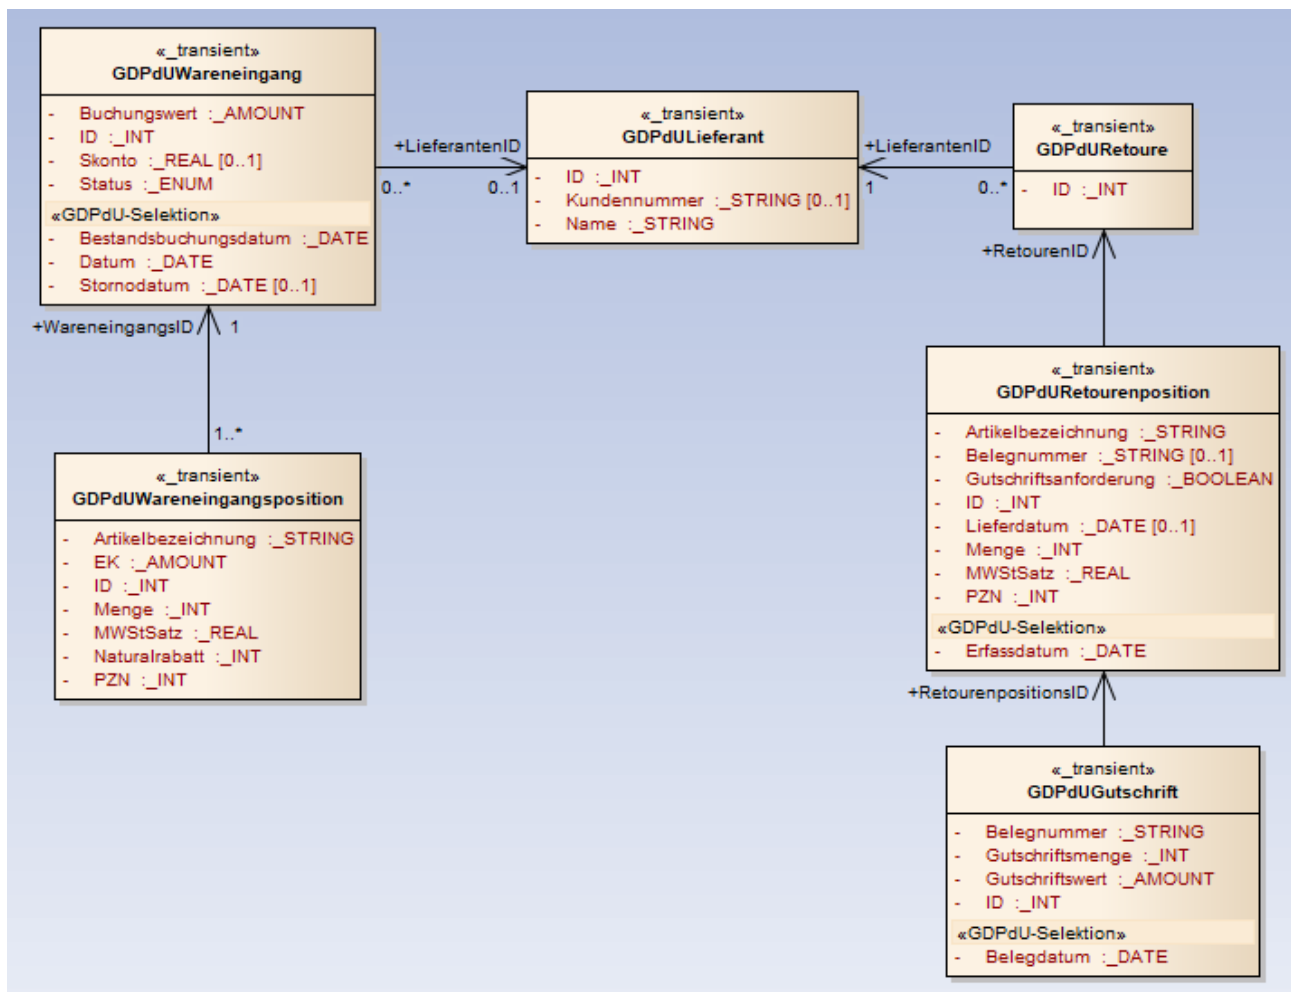 «_transient»
GDPdUWareneingang
- Buchungswert :_AMOUNT
- ID :_INT
- Skonto :_REAL [0..1]
- Status :_ENUM
«GDPdU-Selektion»
- Bestandsbuchungsdatum :_DATE
- Datum :_DATE
- Stornodatum :_DATE [0..1]
+LieferantenID
0..*
0..1
«_transient»
GDPdULieferant
- ID :_INT
- Kundennummer :_STRING [0..1]
- Name :_STRING
+LieferantenID
1
0..*
«_transient»
GDPdURetoure
- ID :_INT
+WareneingangsID
1
1..*
«_transient»
GDPdUWareneingangsposition
- Artikelbezeichnung :_STRING
- EK :_AMOUNT
- ID :_INT
- Menge :_INT
- MWStSatz :_REAL
- Naturalrabatt :_INT
- PZN :_INT
+RetourenID
«_transient»
GDPdURetourenposition
- Artikelbezeichnung :_STRING
- Belegnummer :_STRING [0..1]
- Gutschriftsanforderung :_BOOLEAN
- ID :_INT
- Lieferdatum :_DATE [0..1]
- Menge :_INT
- MWStSatz :_REAL
- PZN :_INT
«GDPdU-Selektion»
- Erfassdatum :_DATE
+RetourenpositionsID
«_transient»
GDPdUGutschrift
- Belegnummer :_STRING
- Gutschriftsmenge :_INT
- Gutschriftswert :_AMOUNT
- ID :_INT
«GDPdU-Selektion»
- Belegdatum :_DATE